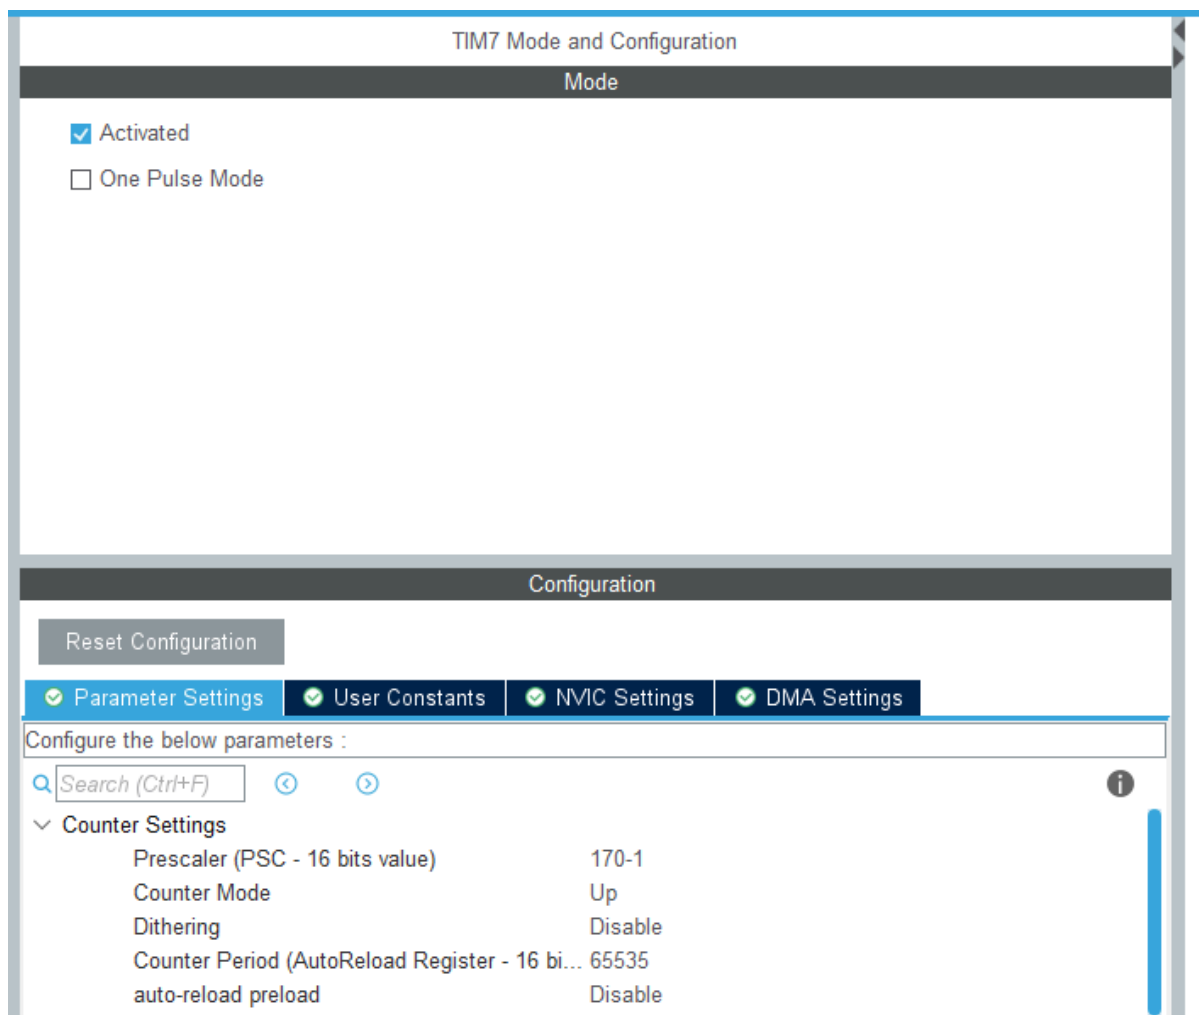 TIM7 Mode and Configuration
Mode
Activated
One Pulse Mode
Configuration
Reset Configuration
Parameter Settings User Constants NVIC Settings DMA Settings
Configure the below parameters :
Search (Ctrl+F)
Counter Settings
Prescaler (PSC - 16 bits value) 170-1
Counter Mode Up
Dithering Disable
Counter Period (AutoReload Register - 16 bi... 65535
auto-reload preload Disable